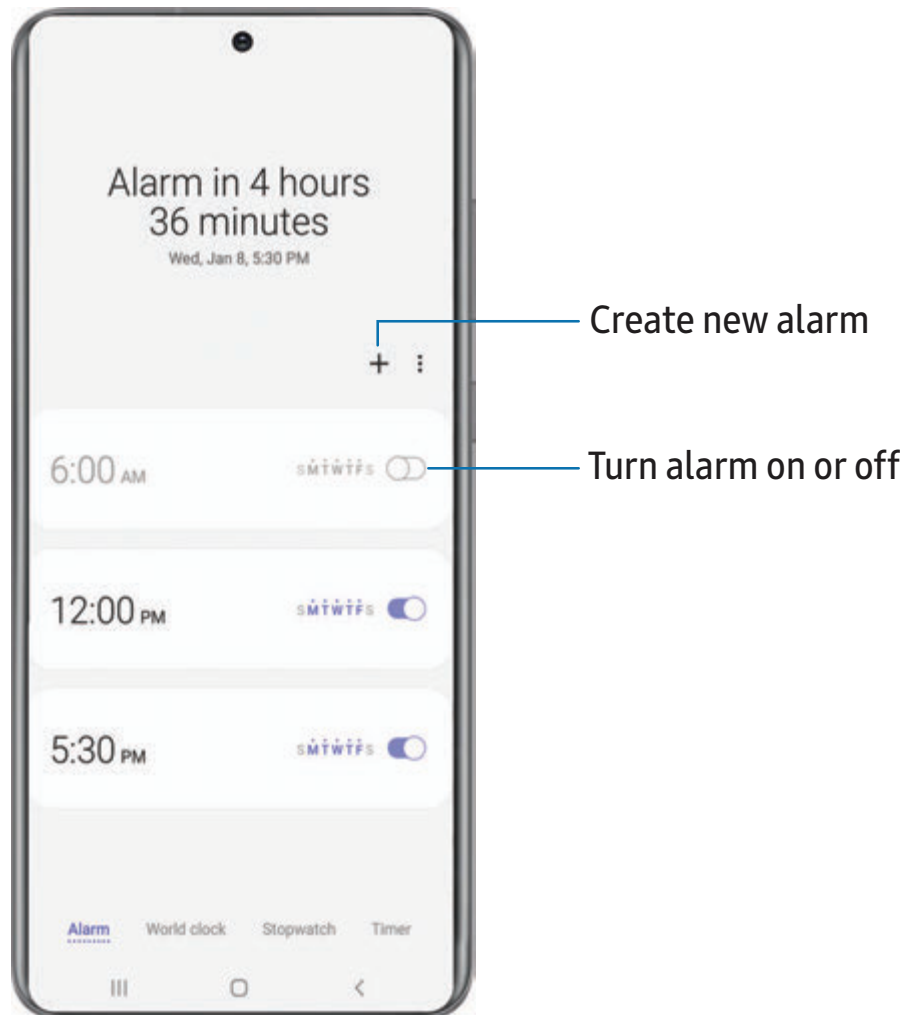 Alarm in 4 hours
36 minutes
Wed, Jan 8, 5:30 PM
Create new alarm
6:00 AM SMTWTFS
Turn alarm on or off
12:00 PM SMTWTFS
5:30 PM SMTWTFS
Alarm World clock Stopwatch Timer